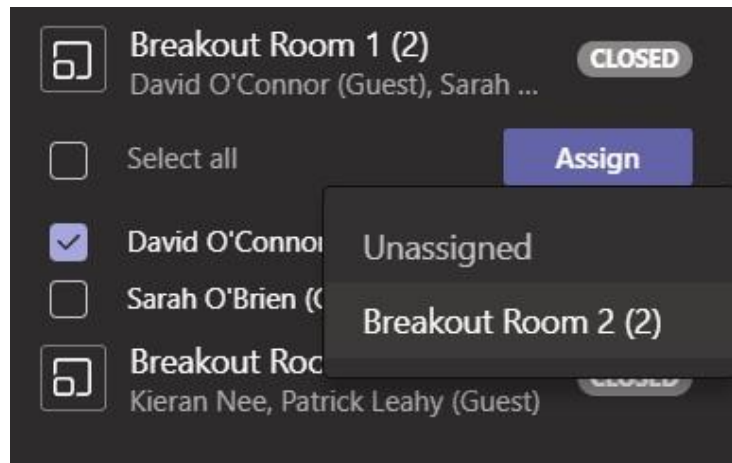 Breakout Room 1 (2)
CLOSED
David O'Connor (Guest), Sarah ...
Select all
Assign
David O'Connor
Unassigned
Sarah O'Brien (
Breakout Room 2 (2)
Breakout
CLOSED
Kieran Nee, Patrick Leahy (Guest)